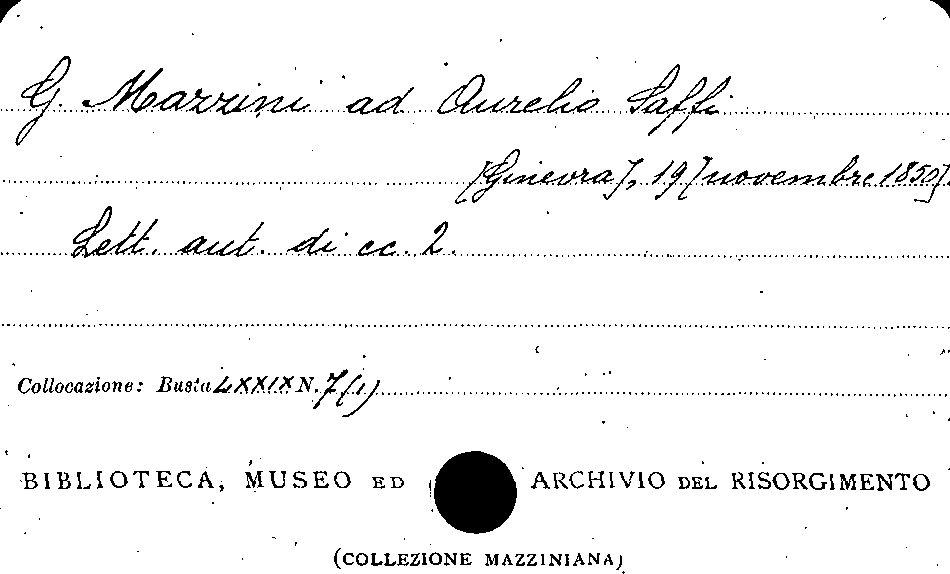 G. Mazzini ad Aurelio Saffi
[Ginevra], 19 [novembre 1850].
Lett. aut. di cc. 2.
Collocazione: Busta LXXIX N. 7(1)
BIBLIOTECA, MUSEO ED ARCHIVIO DEL RISORGIMENTO
(COLLEZIONE MAZZINIANA)